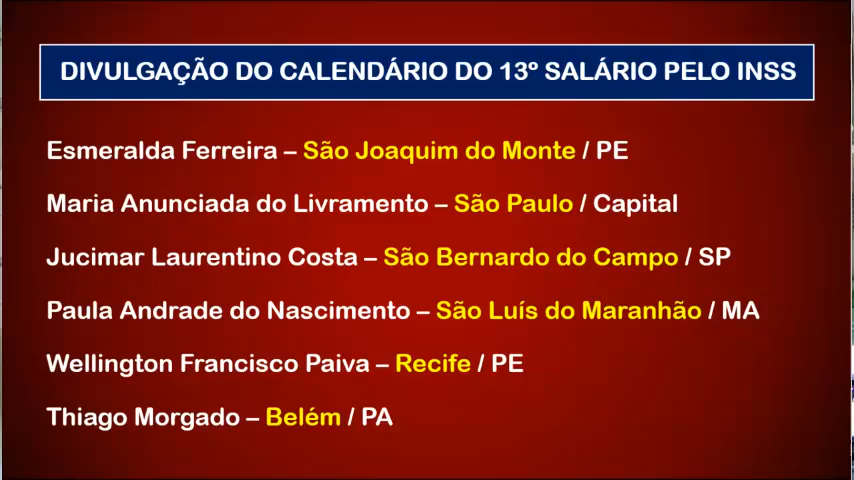 DIVULGAÇÃO DO CALENDÁRIO DO 13º SALÁRIO PELO INSS
Esmeralda Ferreira – São Joaquim do Monte / PE
Maria Anunciada do Livramento – São Paulo / Capital
Jucimar Laurentino Costa – São Bernardo do Campo / SP
Paula Andrade do Nascimento – São Luís do Maranhão / MA
Wellington Francisco Paiva – Recife / PE
Thiago Morgado – Belém / PA